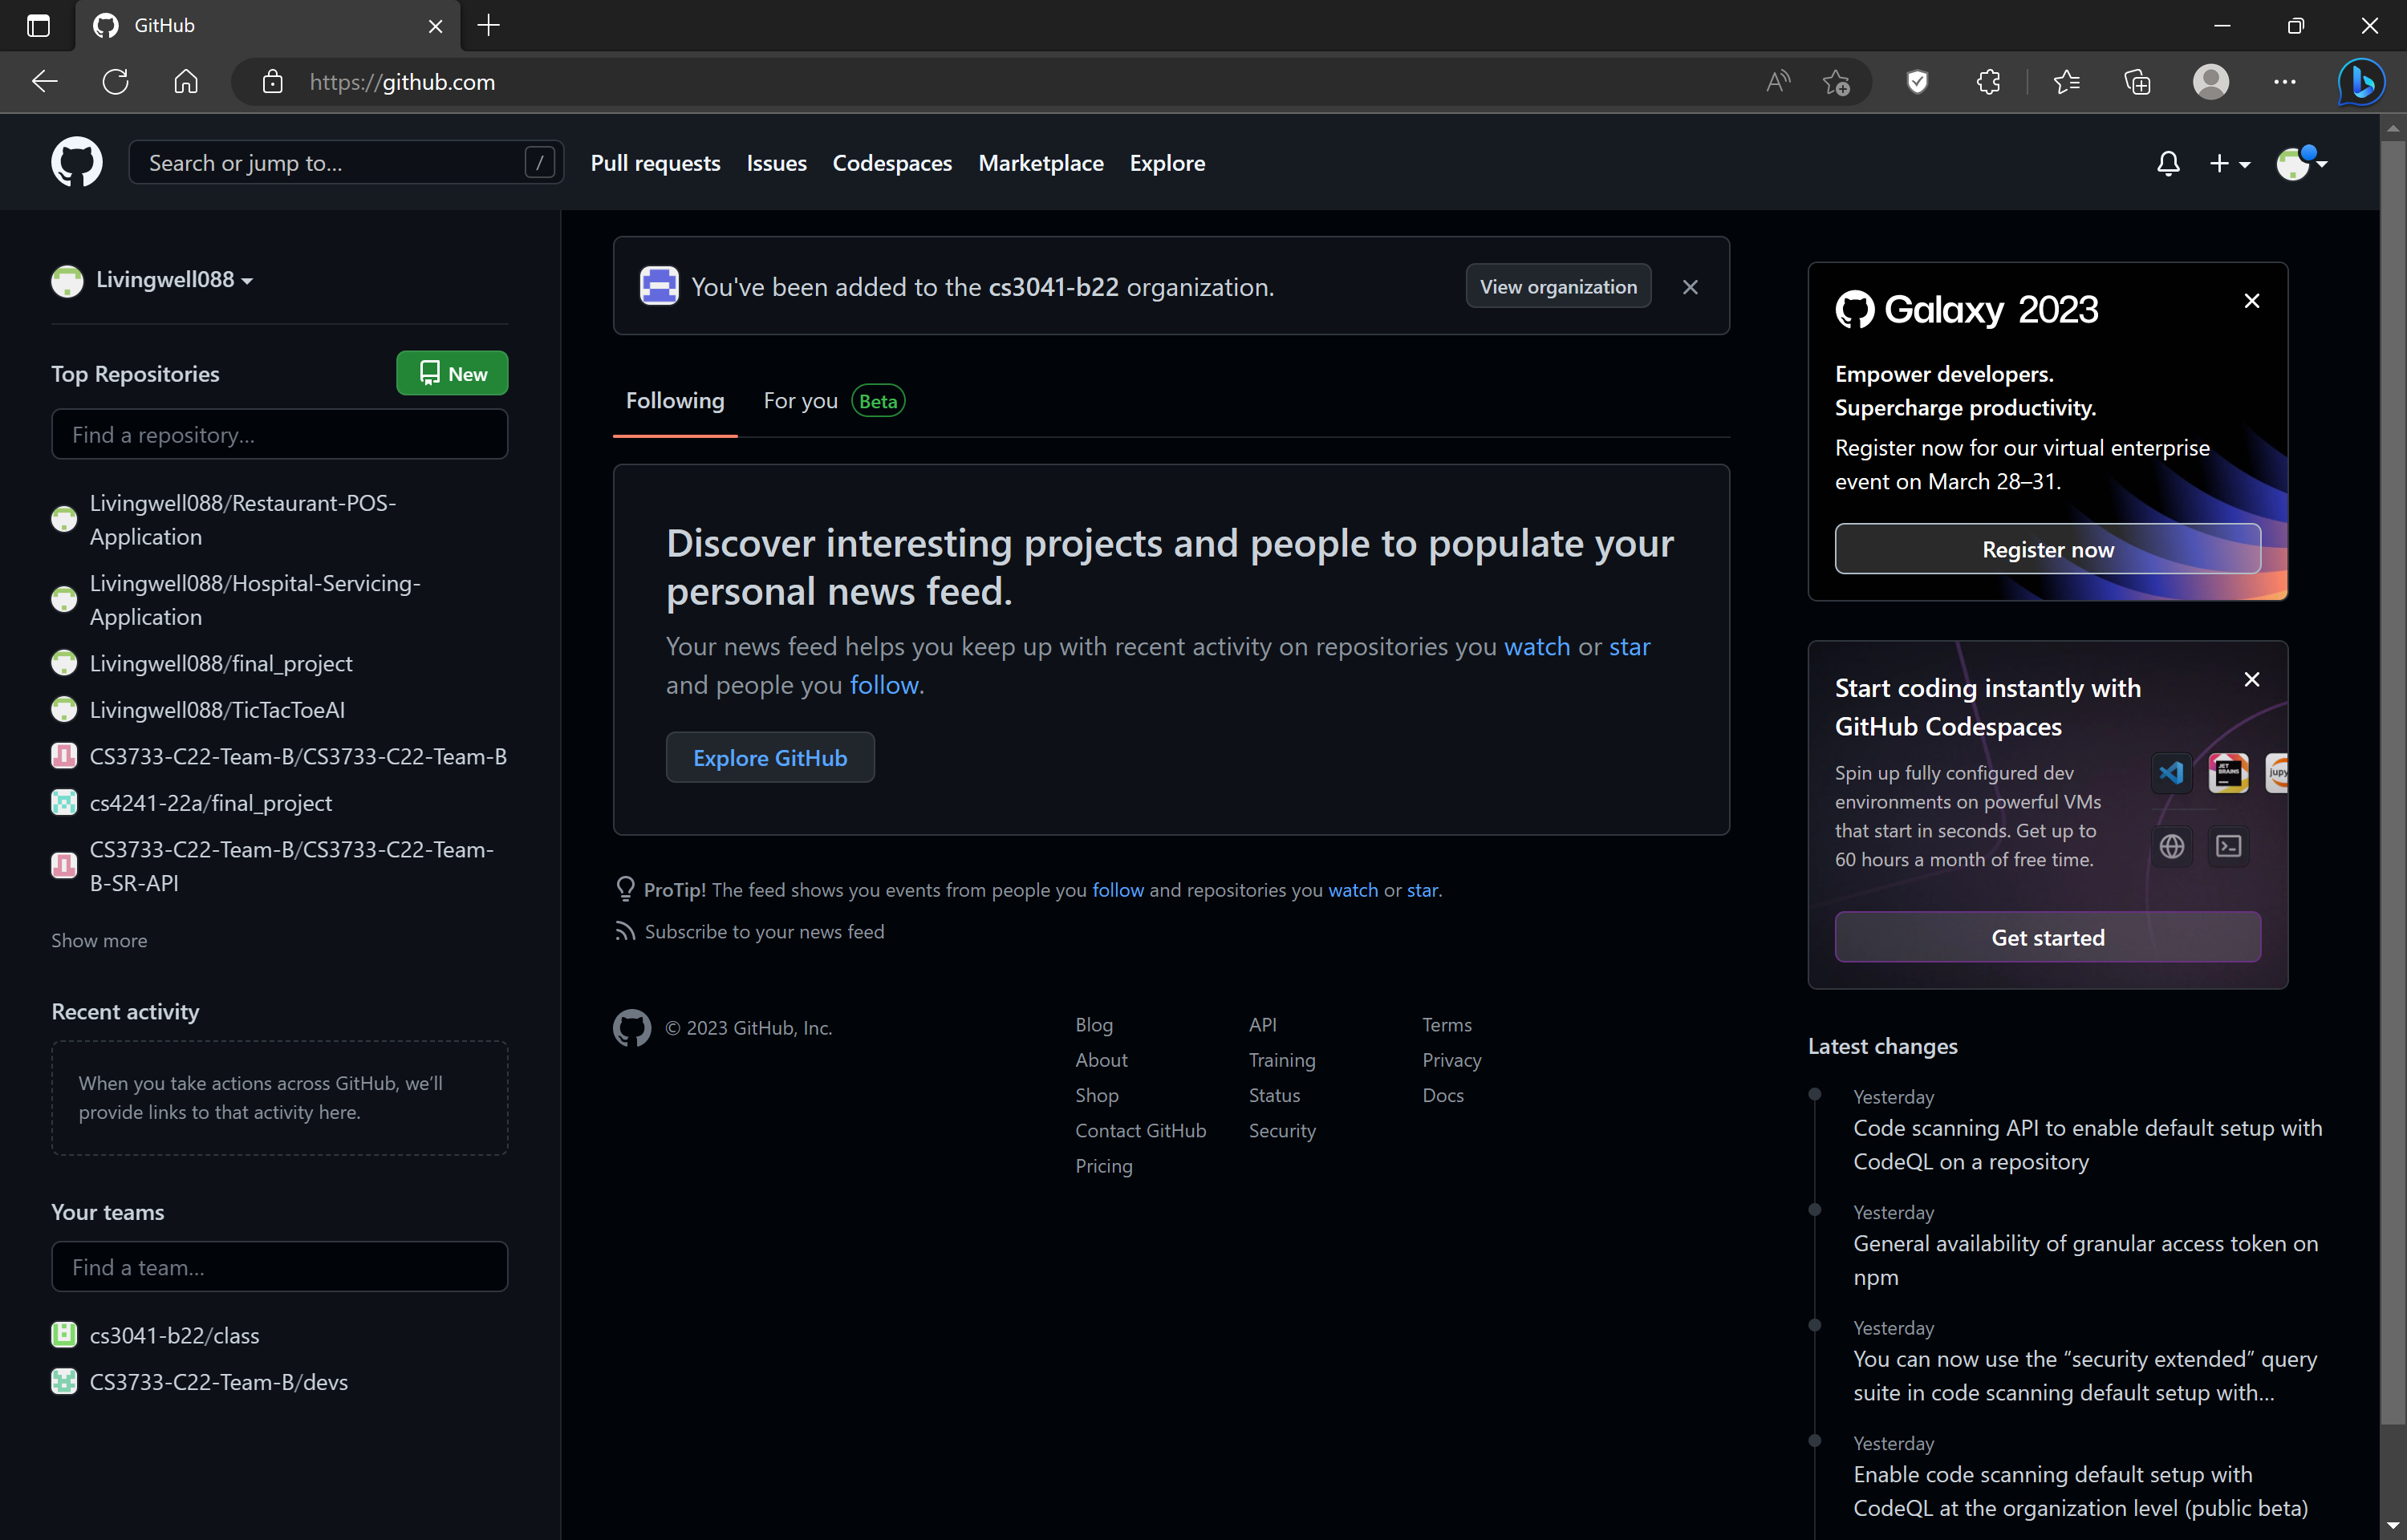 GitHub
https://github.com
Search or jump to...
/
Pull requests
Issues
Codespaces
Marketplace
Explore
Livingwell088
Top Repositories
New
Find a repository...
Livingwell088/Restaurant-POS-
Application
Livingwell088/Hospital-Servicing-
Application
Livingwell088/final_project
Livingwell088/TicTacToeAI
CS3733-C22-Team-B/CS3733-C22-Team-B
cs4241-22a/final_project
CS3733-C22-Team-B/CS3733-C22-Team-
B-SR-API
Show more
Recent activity
When you take actions across GitHub, we'll
provide links to that activity here.
Your teams
Find a team...
cs3041-b22/class
CS3733-C22-Team-B/devs
You've been added to the cs3041-b22 organization.
View organization
Following
For you
Beta
Discover interesting projects and people to populate your
personal news feed.
Your news feed helps you keep up with recent activity on repositories you watch or star
and people you follow.
Explore GitHub
ProTip! The feed shows you events from people you follow and repositories you watch or star.
Subscribe to your news feed
© 2023 GitHub, Inc.
Blog
About
Shop
Contact GitHub
Pricing
API
Training
Status
Security
Terms
Privacy
Docs
Galaxy 2023
Empower developers.
Supercharge productivity.
Register now for our virtual enterprise
event on March 28–31.
Register now
Start coding instantly with
GitHub Codespaces
Spin up fully configured dev
environments on powerful VMs
that start in seconds. Get up to
60 hours a month of free time.
JET
BRAINS
jupy
Get started
Latest changes
Yesterday
Code scanning API to enable default setup with
CodeQL on a repository
Yesterday
General availability of granular access token on
npm
Yesterday
You can now use the “security extended” query
suite in code scanning default setup with...
Yesterday
Enable code scanning default setup with
CodeQL at the organization level (public beta)